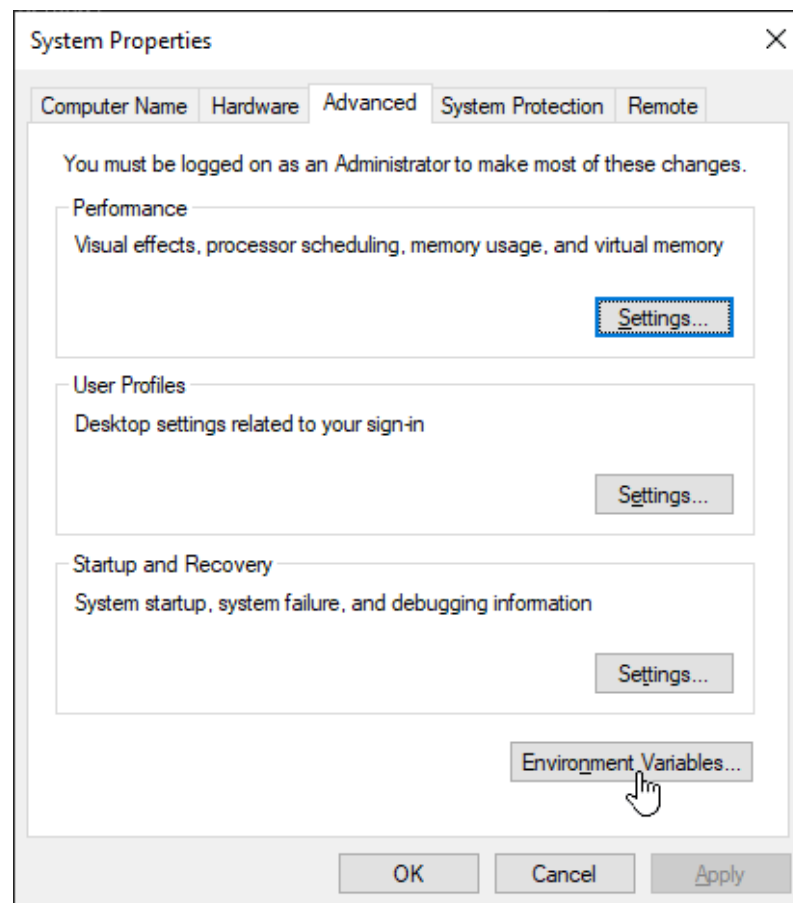 System Properties
Computer Name Hardware Advanced System Protection Remote
You must be logged on as an Administrator to make most of these changes.
Performance
Visual effects, processor scheduling, memory usage, and virtual memory
Settings...
User Profiles
Desktop settings related to your sign-in
Settings...
Startup and Recovery
System startup, system failure, and debugging information
Settings...
Environment Variables...
OK Cancel Apply